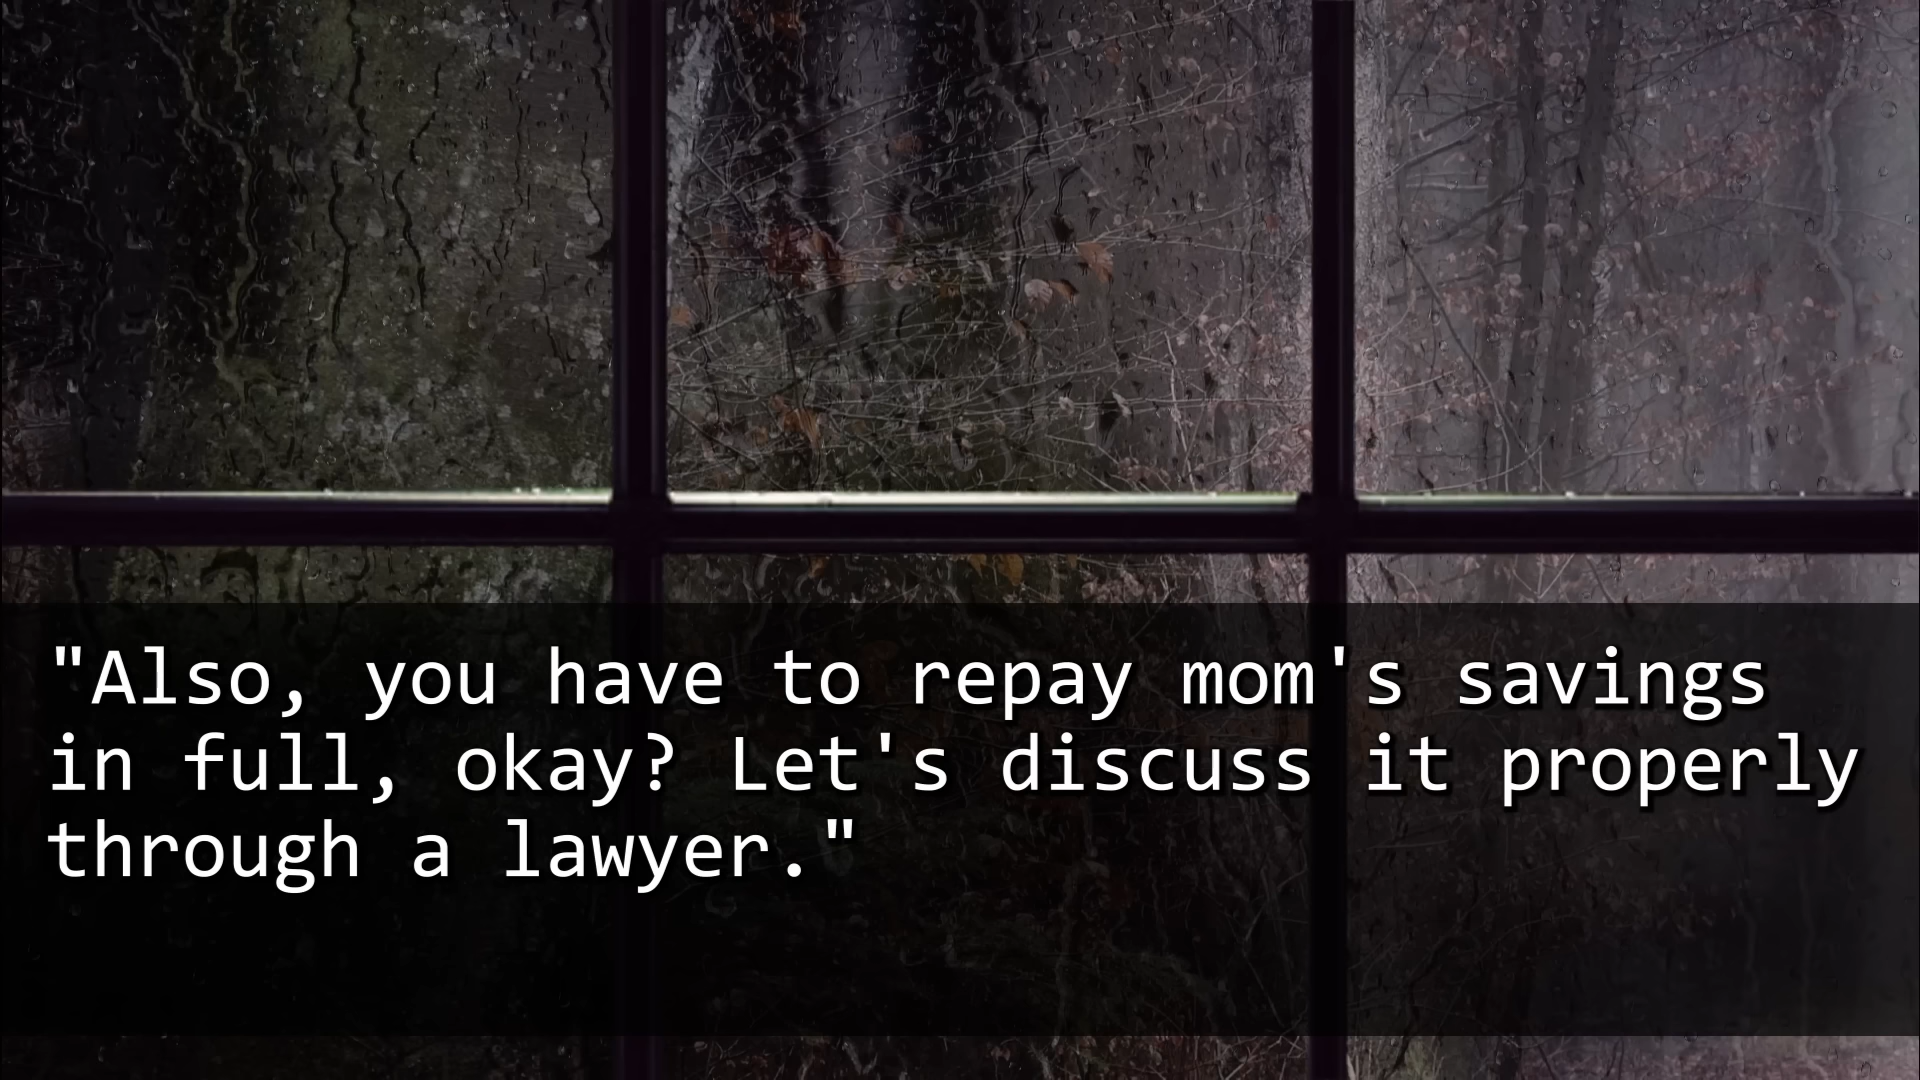 "Also, you have to repay mom's savings
in full, okay? Let's discuss it properly
through a lawyer."